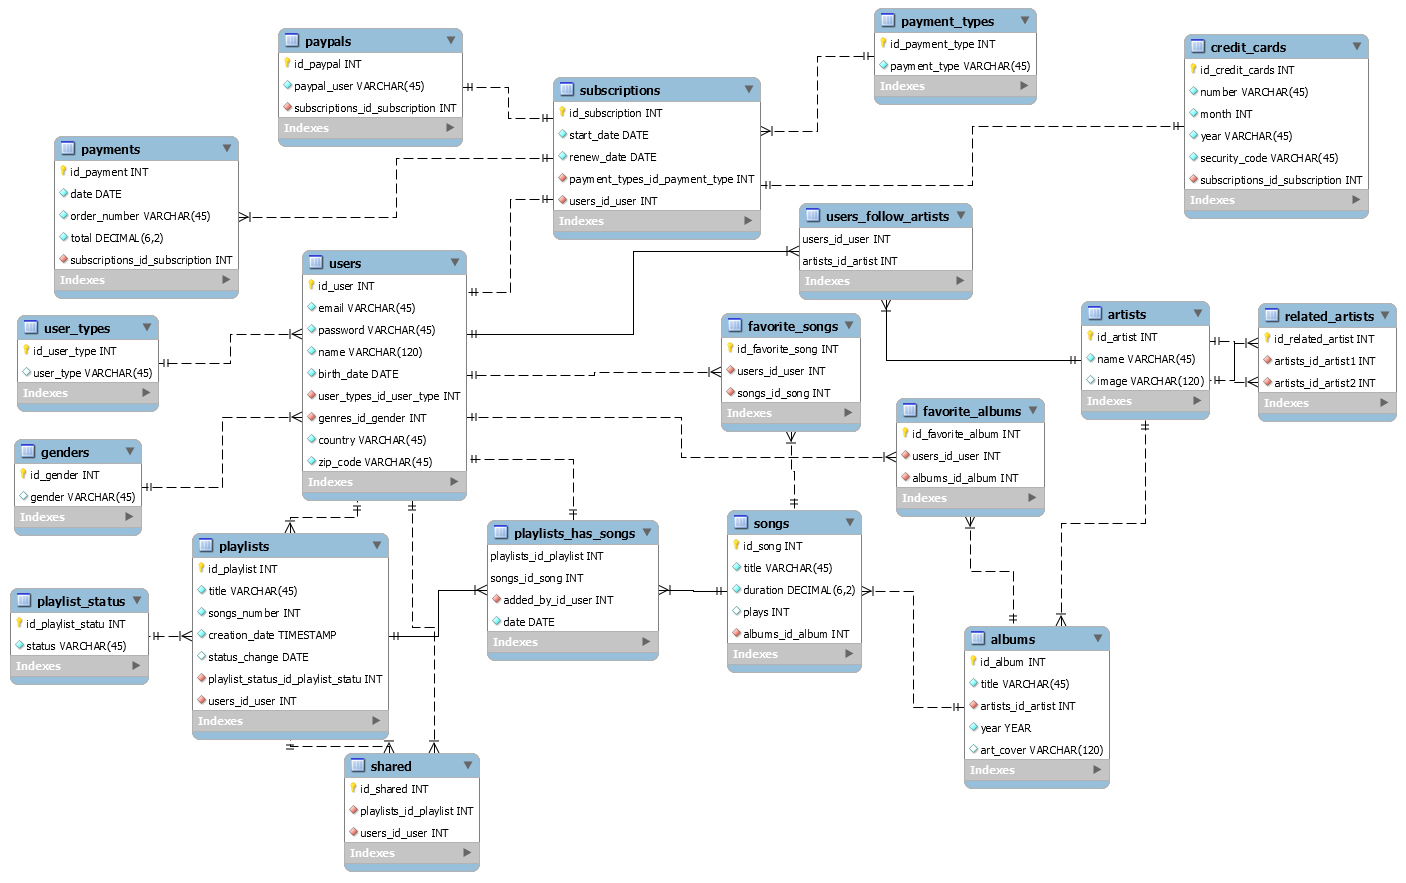 paypals
id_paypal INT
paypal_user VARCHAR(45)
subscriptions_id_subscription INT
Indexes
payment_types
id_payment_type INT
payment_type VARCHAR(45)
Indexes
credit_cards
id_credit_cards INT
number VARCHAR(45)
month INT
year VARCHAR(45)
security_code VARCHAR(45)
subscriptions_id_subscription INT
Indexes
subscriptions
id_subscription INT
start_date DATE
renew_date DATE
payment_types_id_payment_type INT
users_id_user INT
Indexes
payments
id_payment INT
date DATE
order_number VARCHAR(45)
total DECIMAL(6,2)
subscriptions_id_subscription INT
Indexes
users_follow_artists
users_id_user INT
artists_id_artist INT
Indexes
users
id_user INT
email VARCHAR(45)
password VARCHAR(45)
name VARCHAR(120)
birth_date DATE
user_types_id_user_type INT
genres_id_gender INT
country VARCHAR(45)
zip_code VARCHAR(45)
Indexes
user_types
id_user_type INT
user_type VARCHAR(45)
Indexes
favorite_songs
id_favorite_song INT
users_id_user INT
songs_id_song INT
Indexes
artists
id_artist INT
name VARCHAR(45)
image VARCHAR(120)
Indexes
related_artists
id_related_artist INT
artists_id_artist1 INT
artists_id_artist2 INT
Indexes
favorite_albums
id_favorite_album INT
users_id_user INT
albums_id_album INT
Indexes
genders
id_gender INT
gender VARCHAR(45)
Indexes
playlists
id_playlist INT
title VARCHAR(45)
songs_number INT
creation_date TIMESTAMP
status_change DATE
playlist_status_id_playlist_statu INT
users_id_user INT
Indexes
playlists_has_songs
playlists_id_playlist INT
songs_id_song INT
added_by_id_user INT
date DATE
Indexes
songs
id_song INT
title VARCHAR(45)
duration DECIMAL(6,2)
plays INT
albums_id_album INT
Indexes
playlist_status
id_playlist_statu INT
status VARCHAR(45)
Indexes
albums
id_album INT
title VARCHAR(45)
artists_id_artist INT
year YEAR
art_cover VARCHAR(120)
Indexes
shared
id_shared INT
playlists_id_playlist INT
users_id_user INT
Indexes